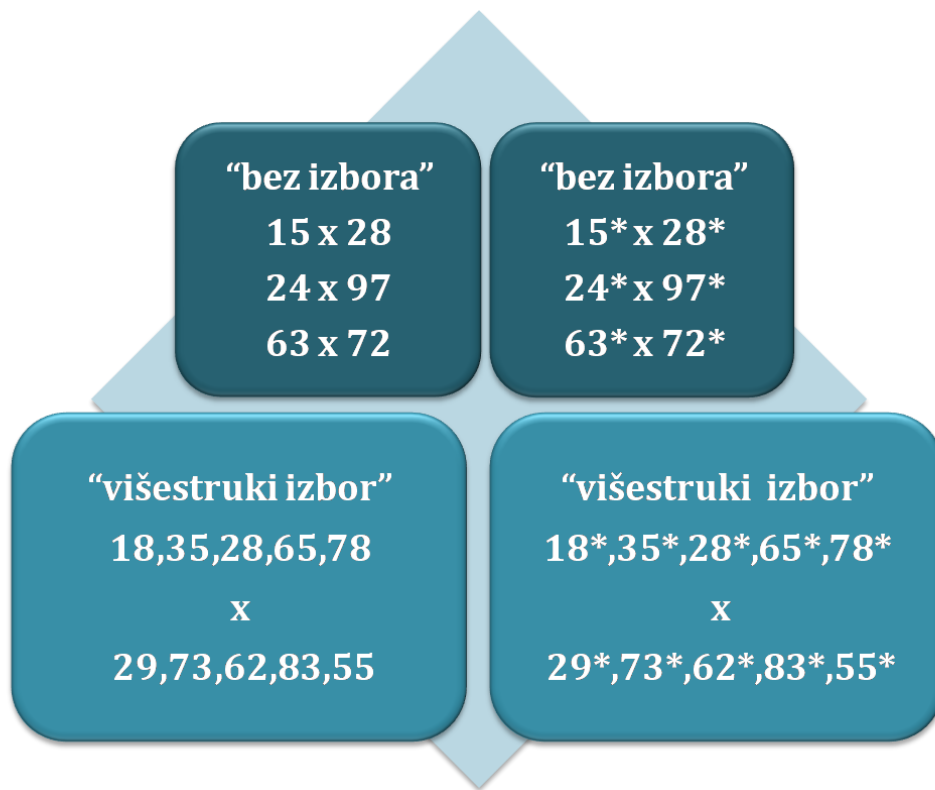 “bez izbora”
15 x 28
24 x 97
63 x 72
“bez izbora”
15* x 28*
24* x 97*
63* x 72*
“višestruki izbor”
18,35,28,65,78
x
29,73,62,83,55
“višestruki izbor”
18*,35*,28*,65*,78*
x
29*,73*,62*,83*,55*